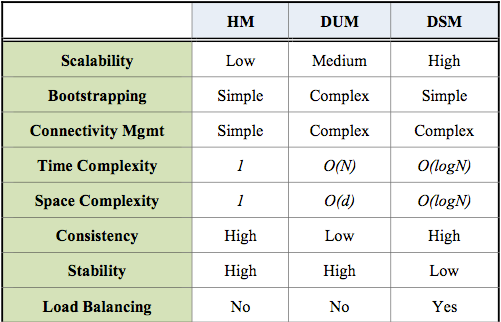 HM DUM DSM
Scalability Low Medium High
Bootstrapping Simple Complex Simple
Connectivity Mgmt Simple Complex Complex
Time Complexity 1 O(N) O(logN)
Space Complexity 1 O(d) O(logN)
Consistency High Low High
Stability High High Low
Load Balancing No No Yes